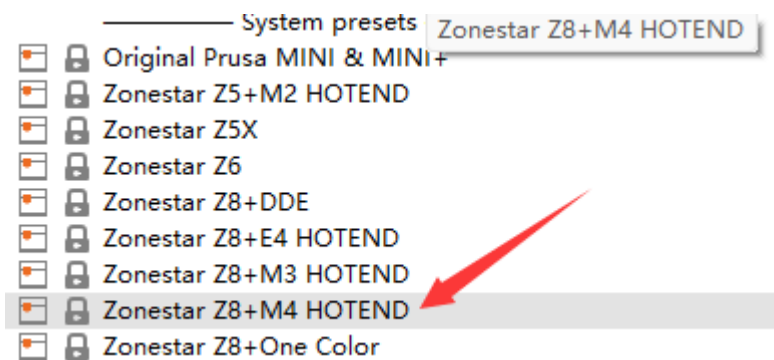 System presets
Zonestar Z8+M4 HOTEND
Original Prusa MINI & MINI+
Zonestar Z5+M2 HOTEND
Zonestar Z5X
Zonestar Z6
Zonestar Z8+DDE
Zonestar Z8+E4 HOTEND
Zonestar Z8+M3 HOTEND
Zonestar Z8+M4 HOTEND
Zonestar Z8+One Color